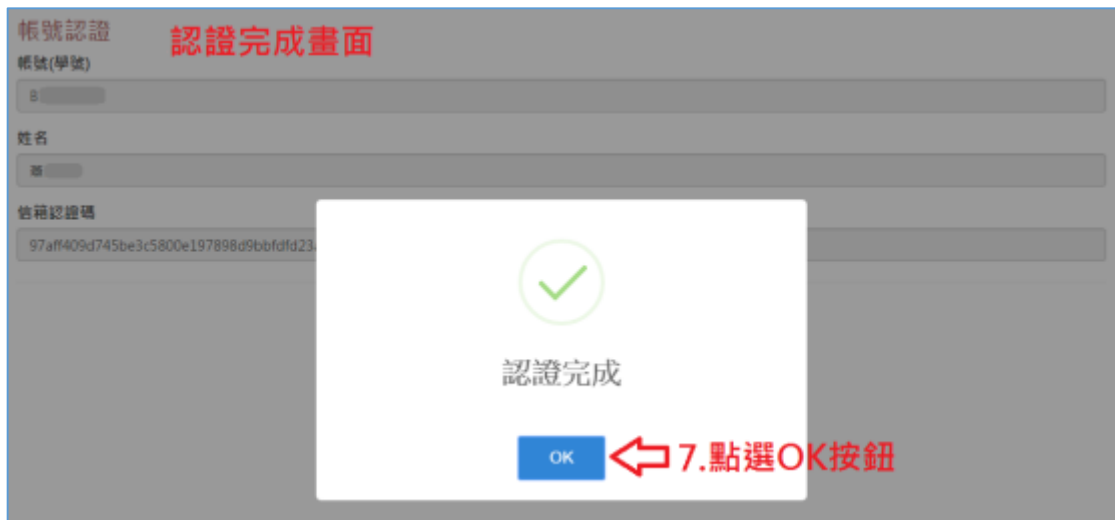 帳號認證
認證完成畫面
帳號(學號)
B
姓名
蕭
信箱認證碼
97aff409d745be3c5800e197898d9bbfdfd23
認證完成
OK
7.點選OK按鈕